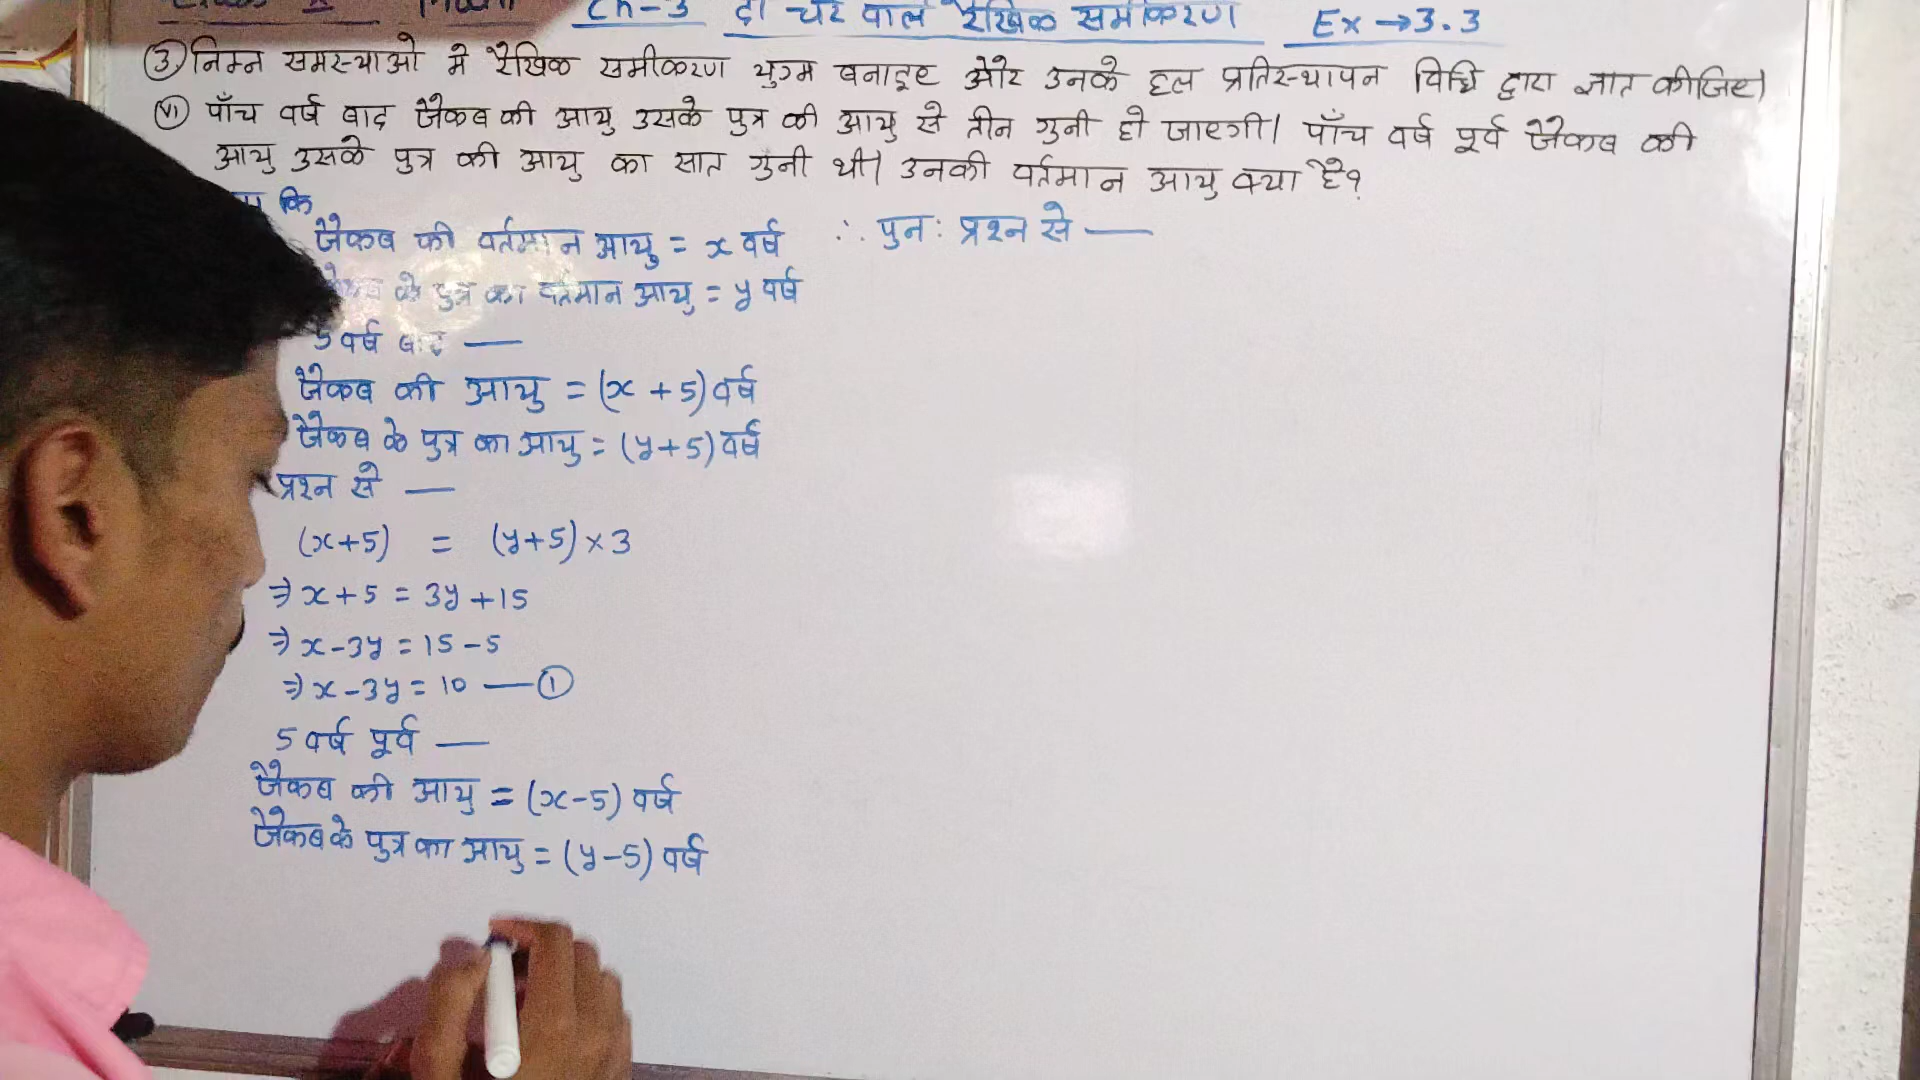 Ch-3 दो चर वाले रैखिक समीकरण Ex→3.3
③ निम्न समस्याओ मे रैखिक समीकरण युग्म बनाइए और उनके हल प्रतिस्थापन विधि द्वारा ज्ञात कीजिए।
(vi) पाँच वर्ष बाद जैकब की आयु उसके पुत्र की आयु से तीन गुनी हो जाएगी। पाँच वर्ष पूर्व जैकब की
आयु उसके पुत्र की आयु का सात गुनी थी। उनकी वर्तमान आयु क्या है?
कि
जैकब की वर्तमान आयु = x वर्ष
के पुत्र का वर्तमान आयु = y वर्ष
5 वर्ष बाद —
जैकब की आयु = (x + 5) वर्ष
जैकब के पुत्र का आयु = (y+5) वर्ष
प्रश्न से —
(x+5) = (y+5) × 3
⇒ x + 5 = 3y + 15
⇒ x - 3y = 15 - 5
⇒ x - 3y = 10 — ①
5 वर्ष पूर्व —
जैकब की आयु = (x-5) वर्ष
जैकब के पुत्र का आयु = (y-5) वर्ष
∴ पुन: प्रश्न से —